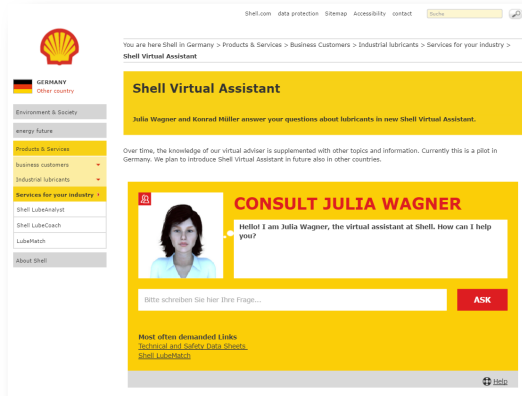 Shell.com data protection Sitemap Accessibility contact Suche
You are here Shell in Germany > Products & Services > Business Customers > Industrial lubricants > Services for your industry >
Shell Virtual Assistant
GERMANY
Other country
Environment & Society
energy future
Products & Services
business customers
Industrial lubricants
Services for your industry
Shell LubeAnalyst
Shell LubeCoach
LubeMatch
About Shell
Shell Virtual Assistant
Julia Wagner and Konrad Müller answer your questions about lubricants in new Shell Virtual Assistant.
Over time, the knowledge of our virtual adviser is supplemented with other topics and information. Currently this is a pilot in
Germany. We plan to introduce Shell Virtual Assistant in future also in other countries.
CONSULT JULIA WAGNER
Hello! I am Julia Wagner, the virtual assistant at Shell. How can I help
you?
Bitte schreiben Sie hier Ihre Frage...
ASK
Most often demanded Links
Technical and Safety Data Sheets
Shell LubeMatch
Help